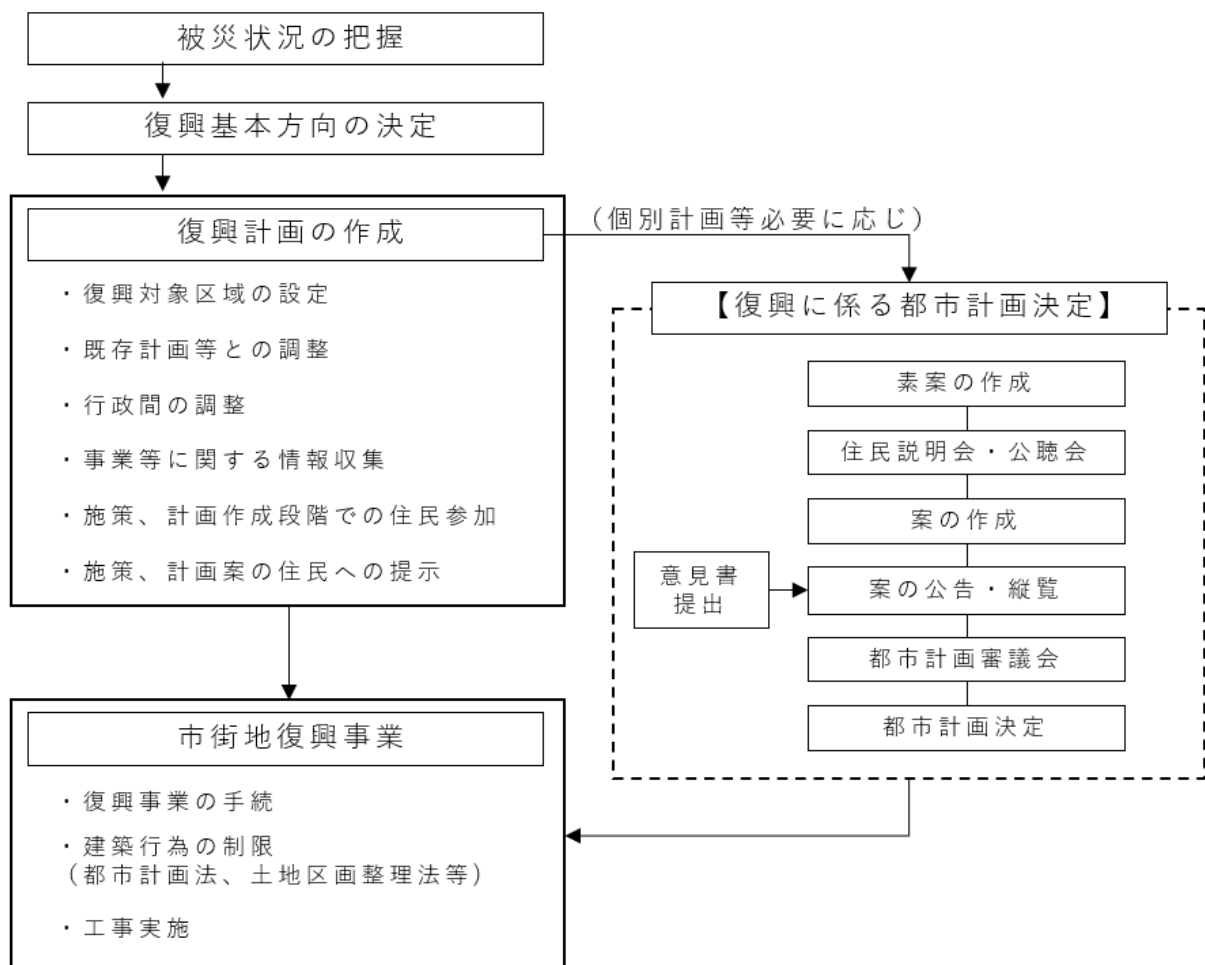 被災状況の把握
復興基本方向の決定
復興計画の作成
・復興対象区域の設定
・既存計画等との調整
・行政間の調整
・事業等に関する情報収集
・施策、計画作成段階での住民参加
・施策、計画案の住民への提示
（個別計画等必要に応じ）
【復興に係る都市計画決定】
素案の作成
住民説明会・公聴会
案の作成
意見書
提出
案の公告・縦覧
都市計画審議会
都市計画決定
市街地復興事業
・復興事業の手続
・建築行為の制限
（都市計画法、土地区画整理法等）
・工事実施